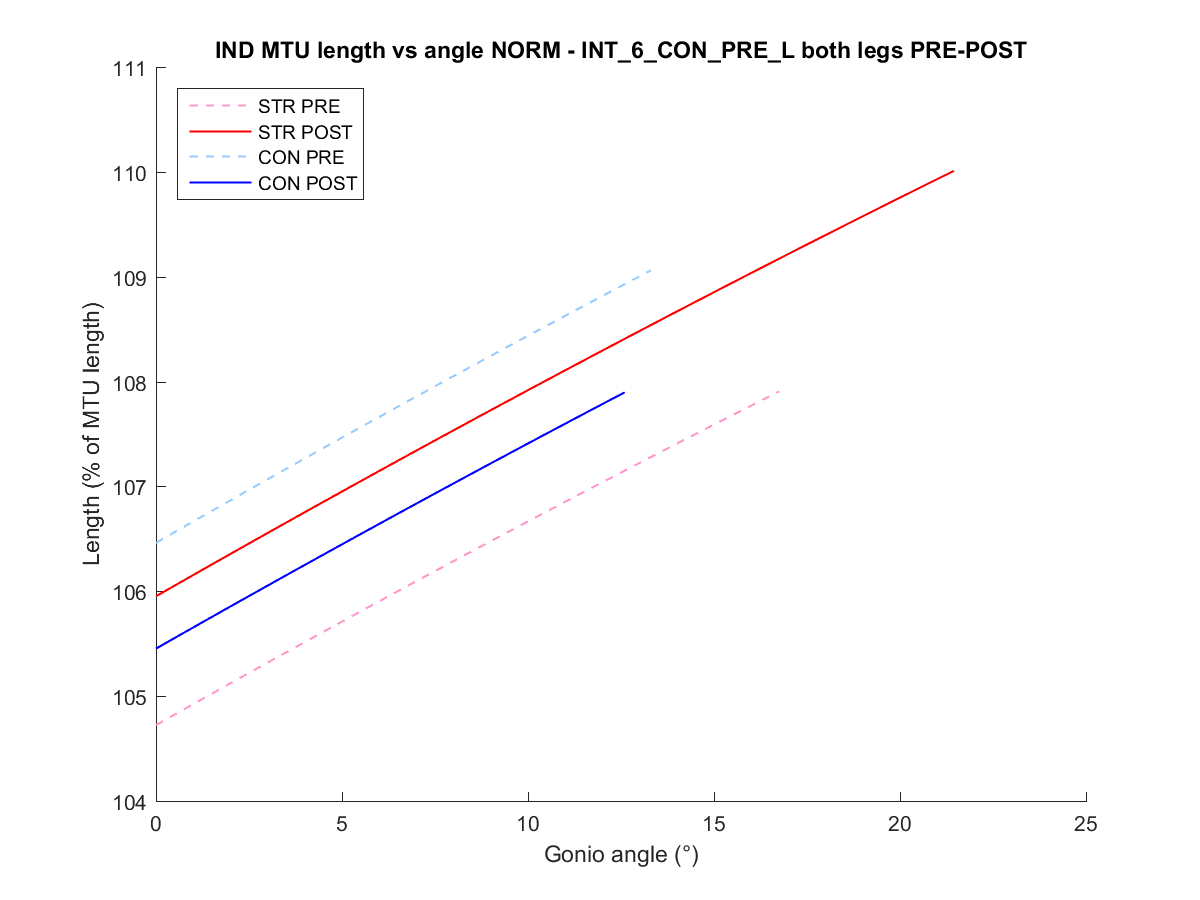 IND MTU length vs angle NORM - INT_6_CON_PRE_L both legs PRE-POST
111
110
109
108
107
106
105
104
Length (% of MTU length)
STR PRE
STR POST
CON PRE
CON POST
0 5 10 15 20 25
Gonio angle (°)